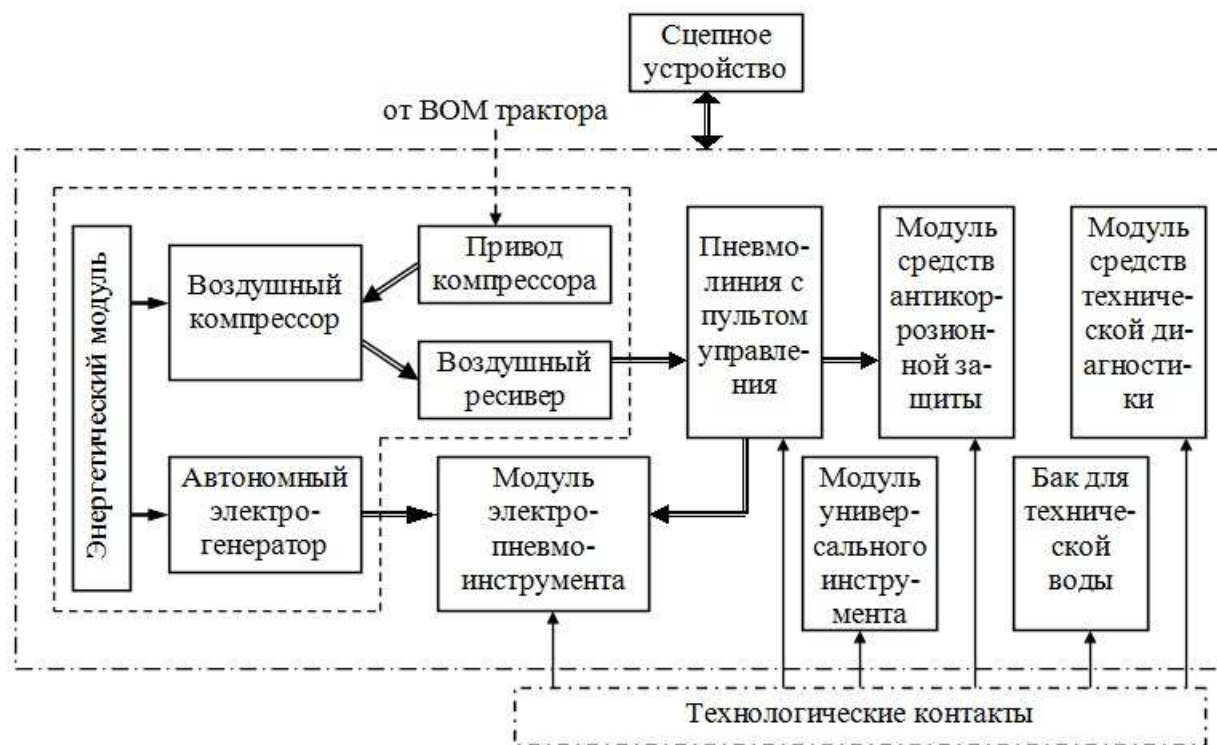 Сцепное
устройство
от ВОМ трактора
Энергетический модуль
Воздушный
компрессор
Привод
компрессора
Воздушный
ресивер
Автономный
электро-
генератор
Модуль
электро-
пневмо-
инструмента
Пневмо-
линия с
пультом
управле-
ния
Модуль
средств
антикор-
розион-
ной за-
щиты
Модуль
средств
техниче-
ской ди-
агности-
ки
Модуль
универ-
сального
инстру-
мента
Бак для
техниче-
ской
воды
Технологические контакты